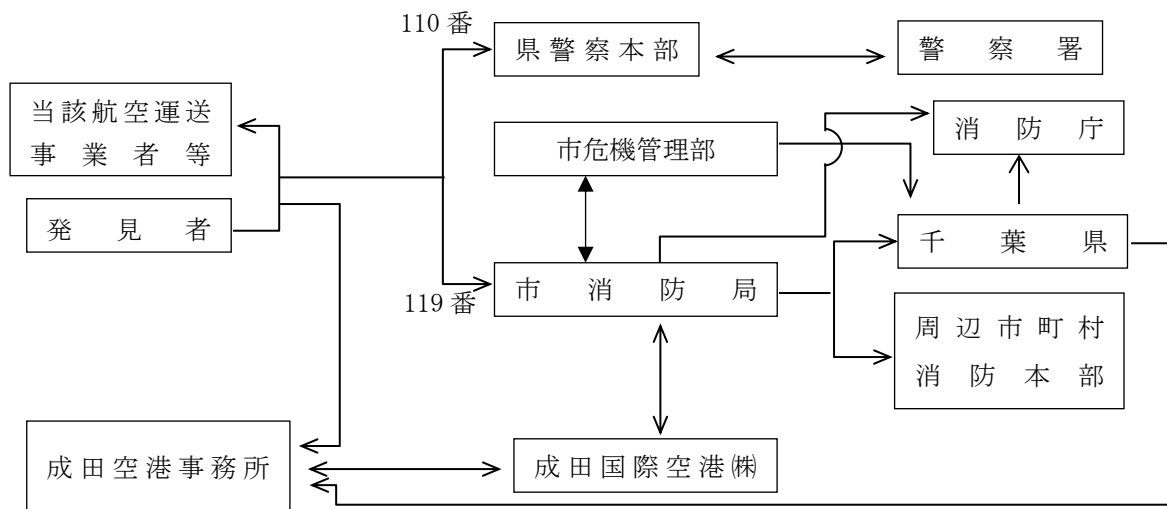 110番
県警察本部
警察署
当該航空運送
事業者等
消防庁
市危機管理部
発見者
千葉県
市消防局
119番
周辺市町村
消防本部
成田空港事務所
成田国際空港㈱